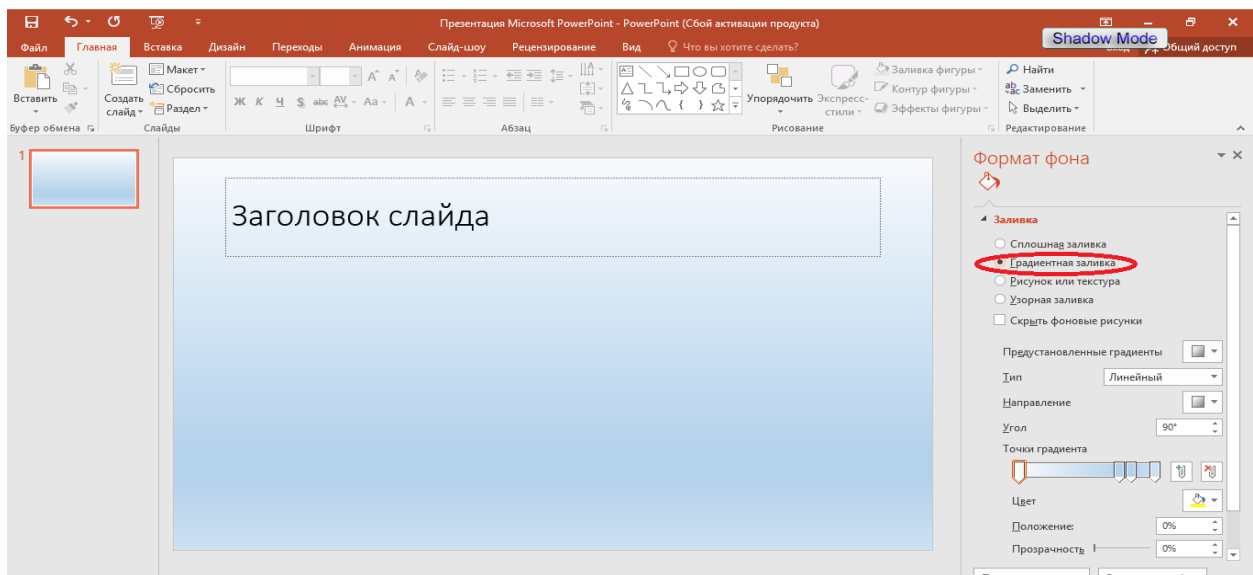 Презентация Microsoft PowerPoint - PowerPoint (Сбой активации продукта)
Shadow Mode
Файл Главная Вставка Дизайн Переходы Анимация Слайд-шоу Рецензирование Вид Что вы хотите сделать? Общий доступ
Вставить
Создать слайд
Макет
Сбросить
Раздел
Ж К Ч S abc AV Aa A
Упорядочить
Экспресс-стили
Заливка фигуры
Контур фигуры
Эффекты фигуры
Найти
Заменить
Выделить
Буфер обмена Слайды Шрифт Абзац Рисование Редактирование
1
Заголовок слайда
Формат фона
Заливка
Сплошная заливка
Градиентная заливка
Рисунок или текстура
Узорная заливка
Скрыть фоновые рисунки
Предустановленные градиенты
Тип Линейный
Направление
Угол 90°
Точки градиента
Цвет
Положение: 0%
Прозрачность 0%